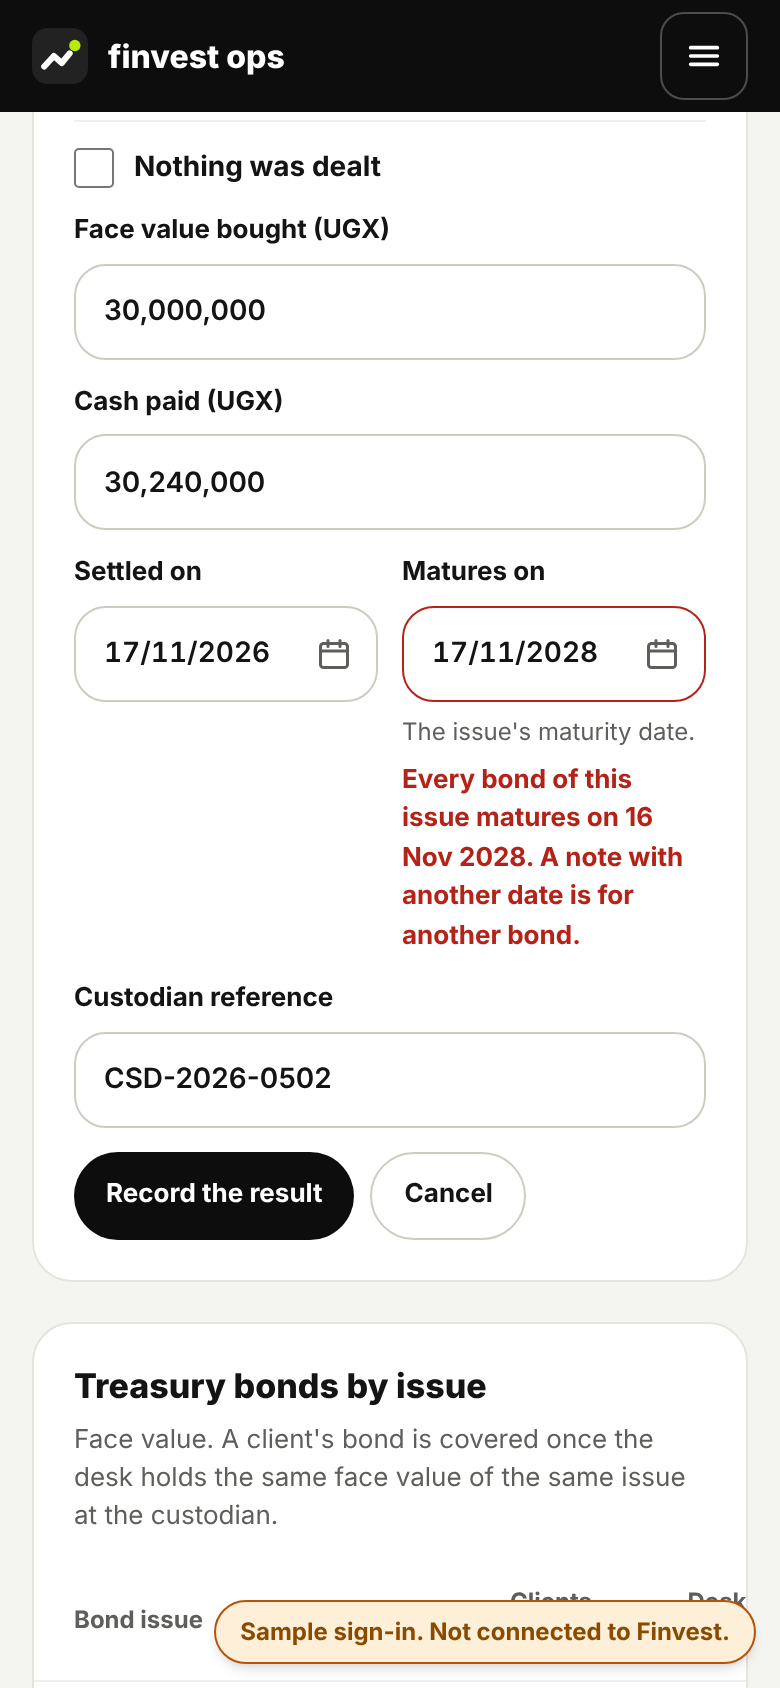 finvest ops
Nothing was dealt
Face value bought (UGX)
30,000,000
Cash paid (UGX)
30,240,000
Settled on
Matures on
17/11/2026
17/11/2028
The issue's maturity date.
Every bond of this
issue matures on 16
Nov 2028. A note with
another date is for
another bond.
Custodian reference
CSD-2026-0502
Record the result
Cancel
Treasury bonds by issue
Face value. A client's bond is covered once the
desk holds the same face value of the same issue
at the custodian.
Clients
Desk
Bond issue
Sample sign-in. Not connected to Finvest.